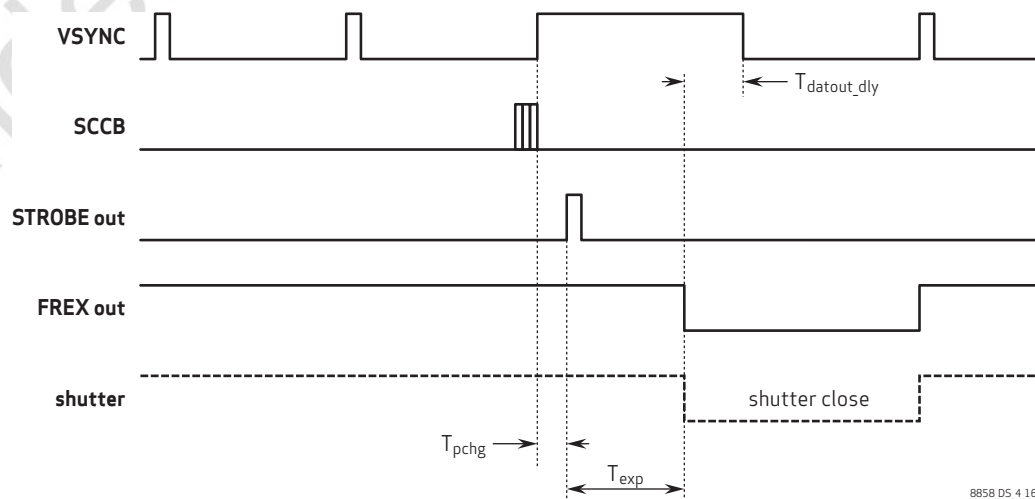 VSYNC
T_datout_dly
SCCB
STROBE out
FREX out
shutter
shutter close
T_pchg
T_exp
8858 DS 4 16